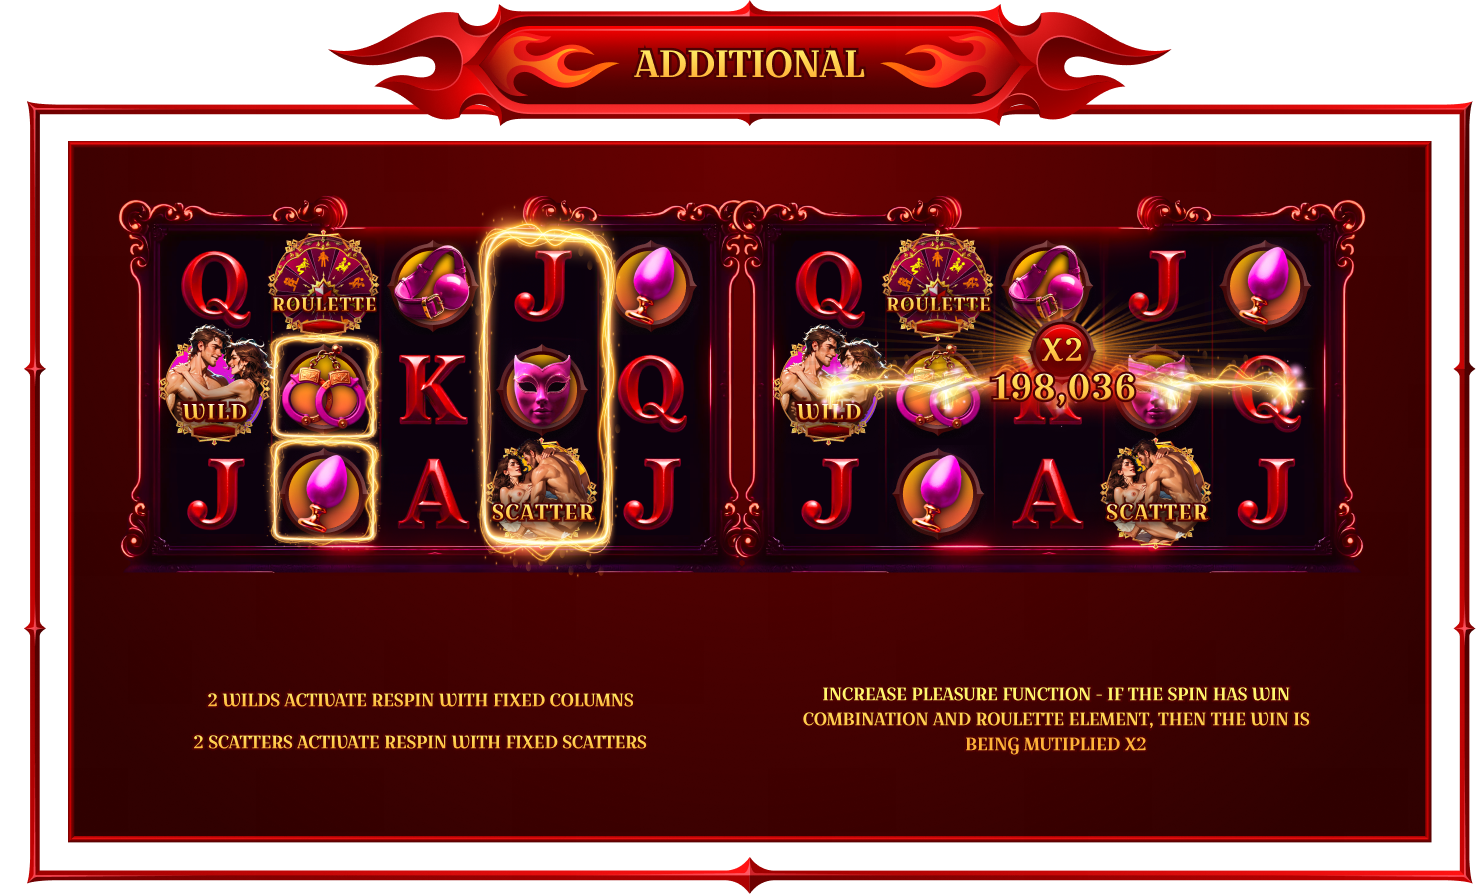 ADDITIONAL
Q ROULETTE J
WILD K Q
J A SCATTER J
Q ROULETTE J
X2
WILD 198,036 K Q
J A SCATTER J
2 WILDS ACTIVATE RESPIN WITH FIXED COLUMNS
2 SCATTERS ACTIVATE RESPIN WITH FIXED SCATTERS
INCREASE PLEASURE FUNCTION - IF THE SPIN HAS WIN
COMBINATION AND ROULETTE ELEMENT, THEN THE WIN IS
BEING MUTIPLIED X2